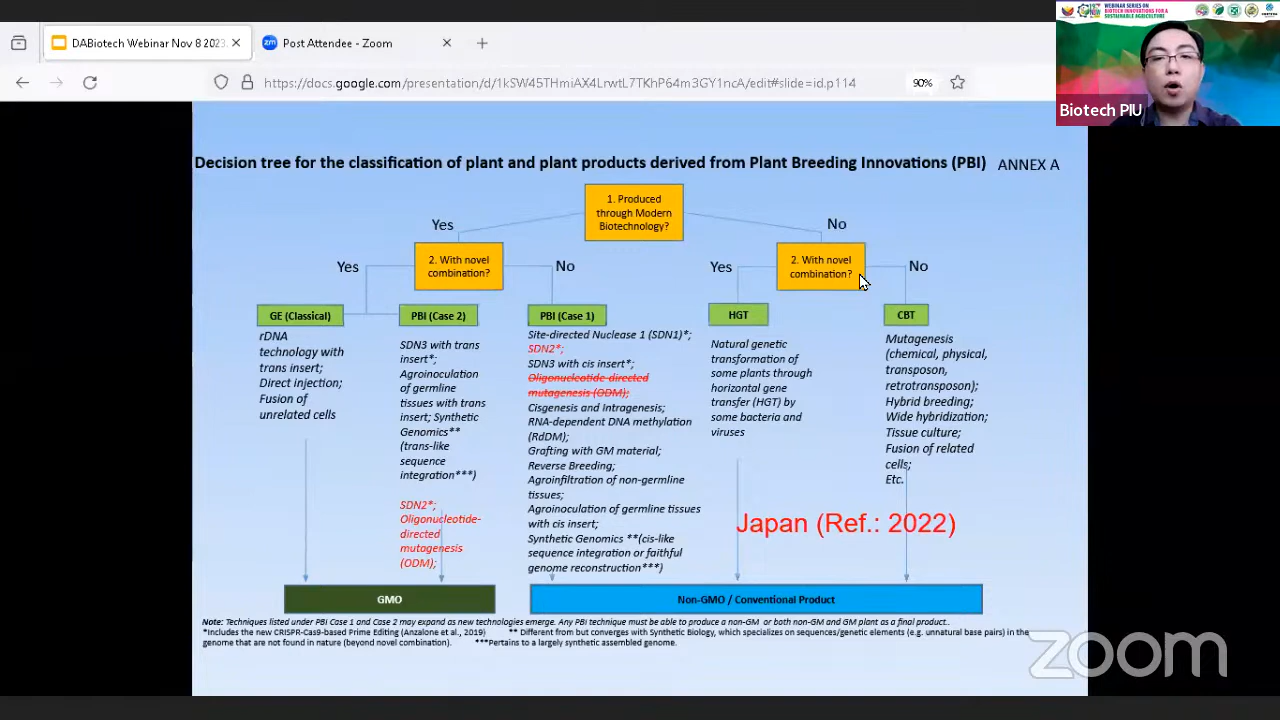 DABiotech Webinar Nov 8 2023
Post Attendee - Zoom
https://docs.google.com/presentation/d/1kSW45THmiAX4LrwtL7TKhP64m3GY1ncA/edit#slide=id.p114
90%
WEBINAR SERIES ON
BIOTECH INNOVATIONS FOR A
SUSTAINABLE AGRICULTURE
Biotech PIU
Decision tree for the classification of plant and plant products derived from Plant Breeding Innovations (PBI)
ANNEX A
1. Produced
through Modern
Biotechnology?
Yes
No
2. With novel
combination?
2. With novel
combination?
Yes
No
Yes
No
GE (Classical)
rDNA
technology with
trans insert;
Direct injection;
Fusion of
unrelated cells
PBI (Case 2)
SDN3 with trans
insert*;
Agroinoculation
of germline
tissues with trans
insert; Synthetic
Genomics**
(trans-like
sequence
integration***)
SDN2*;
Oligonucleotide-
directed
mutagenesis
(ODM);
PBI (Case 1)
Site-directed Nuclease 1 (SDN1)*;
SDN2*;
SDN3 with cis insert*;
Oligonucleotide-directed
mutagenesis (ODM);
Cisgenesis and Intragenesis;
RNA-dependent DNA methylation
(RdDM);
Grafting with GM material;
Reverse Breeding;
Agroinfiltration of non-germline
tissues;
Agroinoculation of germline tissues
with cis insert;
Synthetic Genomics **(cis-like
sequence integration or faithful
genome reconstruction***)
HGT
Natural genetic
transformation of
some plants through
horizontal gene
transfer (HGT) by
some bacteria and
viruses
CBT
Mutagenesis
(chemical, physical,
transposon,
retrotransposon);
Hybrid breeding;
Wide hybridization;
Tissue culture;
Fusion of related
cells;
Etc.
Japan (Ref.: 2022)
GMO
Non-GMO / Conventional Product
Note: Techniques listed under PBI Case 1 and Case 2 may expand as new technologies emerge. Any PBI technique must be able to produce a non-GM or both non-GM and GM plant as a final product..
*Includes the new CRISPR-Cas9-based Prime Editing (Anzalone et al., 2019) ** Different from but converges with Synthetic Biology, which specializes on sequences/genetic elements (e.g. unnatural base pairs) in the
genome that are not found in nature (beyond novel combination). ***Pertains to a largely synthetic assembled genome.
zoom